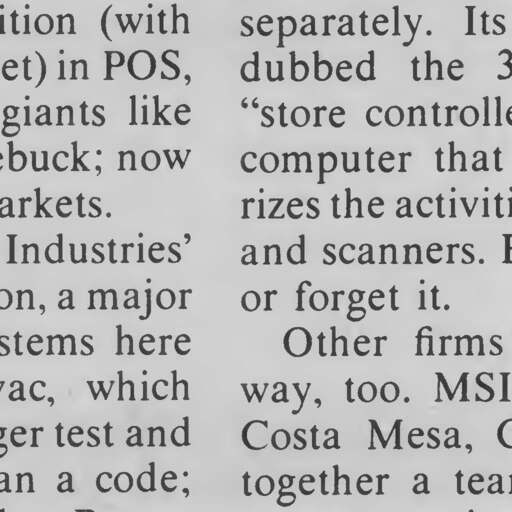 ition (with
et) in POS,
giants like
ebuck; now
arkets.
Industries'
on, a major
stems here
vac, which
ger test and
an a code;
separately. Its
dubbed the 3
“store controlle
computer that
rizes the activiti
and scanners.
or forget it.
Other firms
way, too. MSI
Costa Mesa, C
together a tea